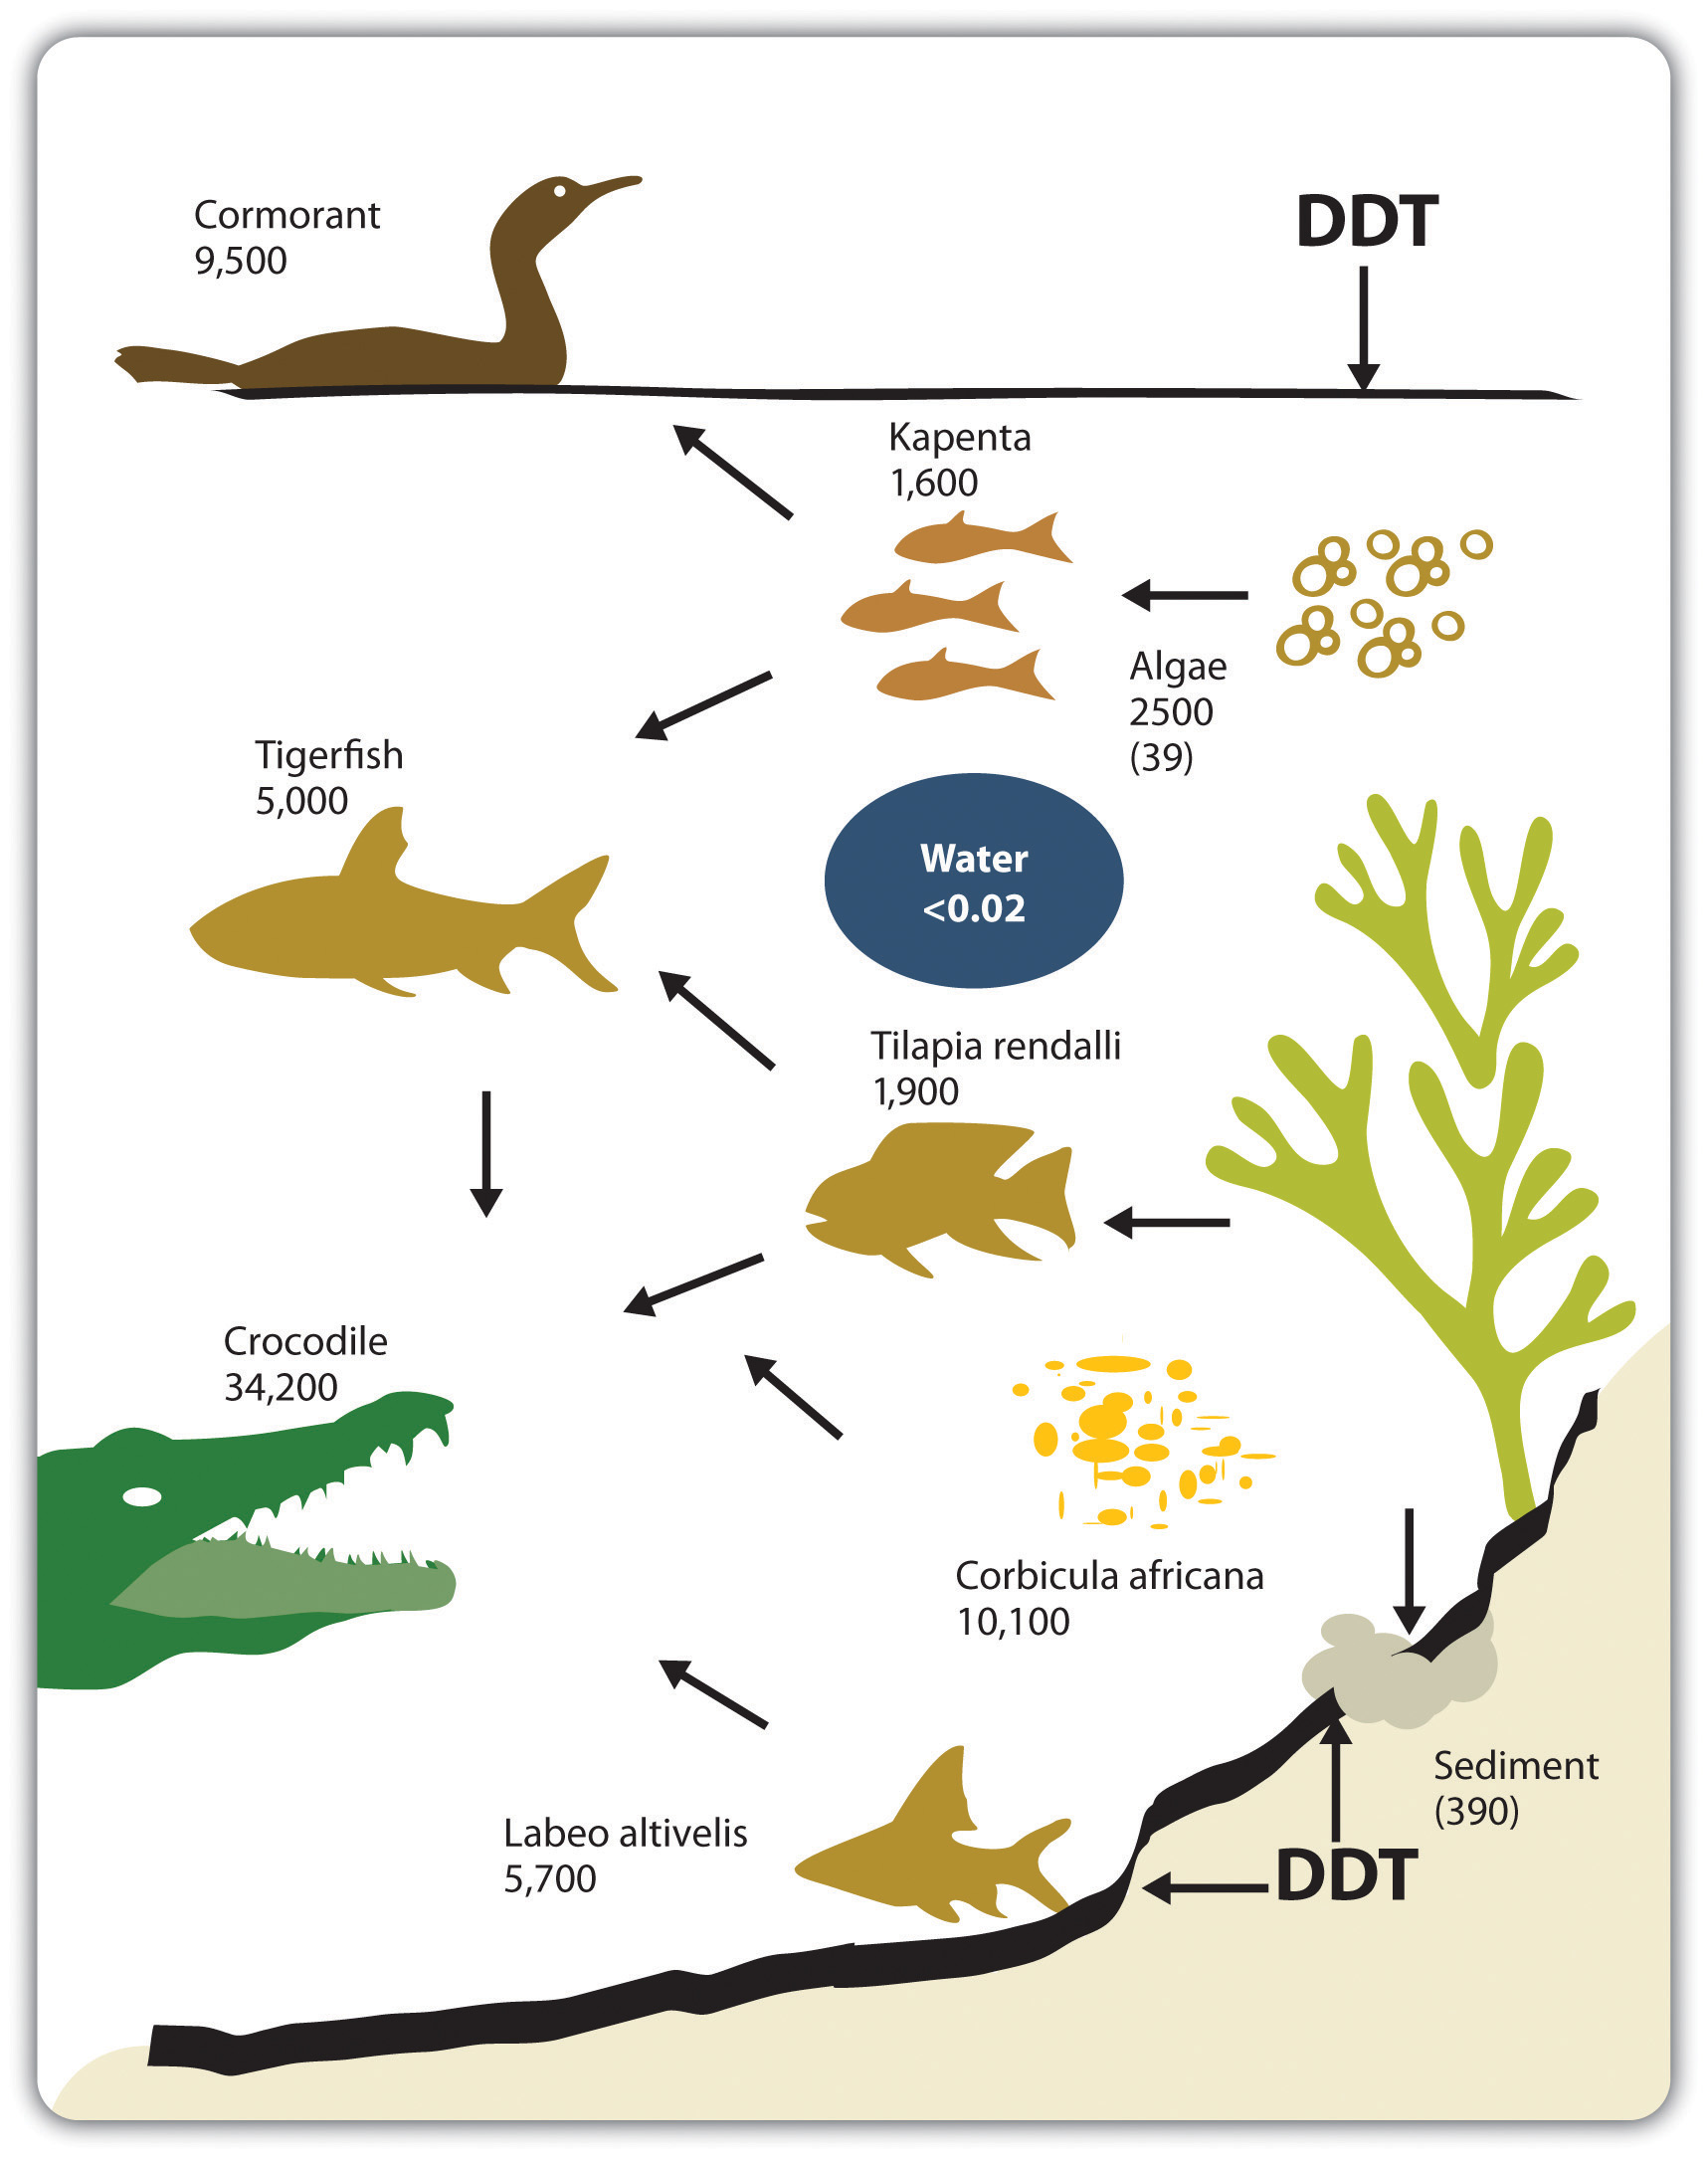 Cormorant
9,500
DDT
Kapenta
1,600
Algae
2500
(39)
Tigerfish
5,000
Water
<0.02
Tilapia rendalli
1,900
Crocodile
34,200
Corbicula africana
10,100
Sediment
(390)
Labeo altivelis
5,700
DDT